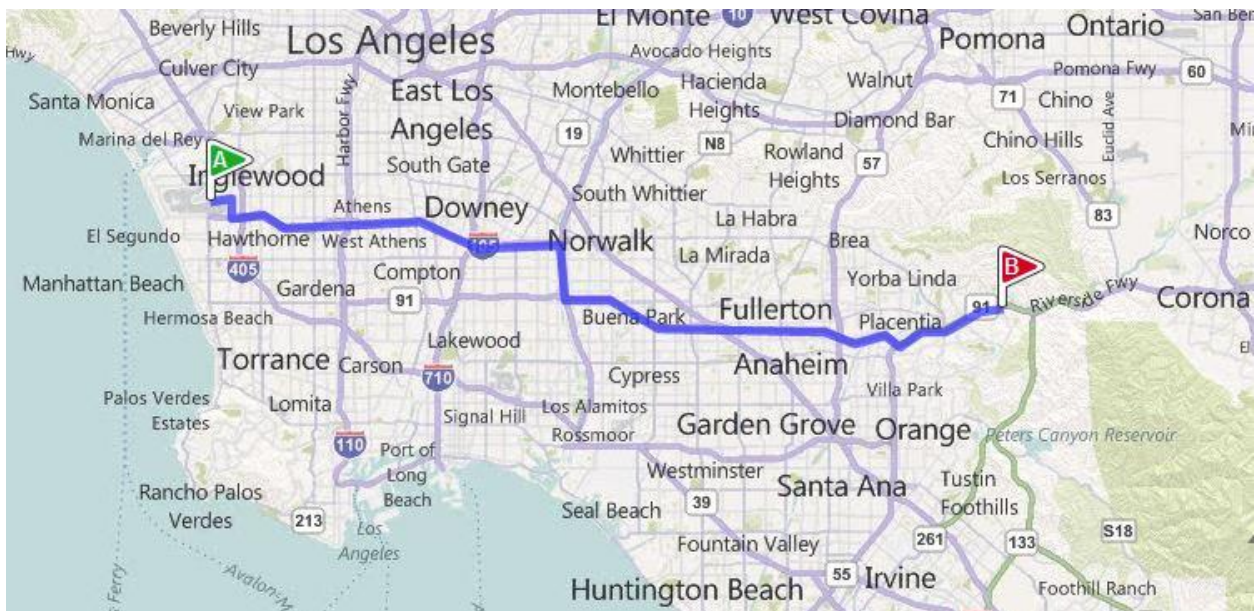 El Monte
10
West Covina
San Ber
Beverly Hills
Los Angeles
Pomona
Ontario
Hwy
Culver City
Avocado Heights
Pomona Fwy
60
Santa Monica
View Park
Harbor Fwy
East Los
Angeles
Montebello
Hacienda
Heights
Walnut
71
Chino
Euclid Ave
Marina del Rey
19
N8
Diamond Bar
Chino Hills
A
Inglewood
South Gate
Whittier
Rowland
Heights
57
Los Serranos
South Whittier
Athens
Downey
La Habra
83
El Segundo
Hawthorne
West Athens
Norwalk
La Mirada
Brea
Norco
405
Compton
Yorba Linda
B
Manhattan Beach
Gardena
91
91
Riverside Fwy
Corona
Hermosa Beach
Buena Park
Fullerton
Placentia
El
Torrance
Carson
Lakewood
Anaheim
710
Cypress
Villa Park
Palos Verdes
Estates
Lomita
Signal Hill
Los Alamitos
Rossmoor
Garden Grove
Orange
Peters Canyon Reservoir
110
Port of
Long
Beach
Westminster
Santa Ana
Tustin
Foothills
Rancho Palos
Verdes
213
Los
Angeles
Seal Beach
39
S18
Fountain Valley
261
133
Ferry
Huntington Beach
55
Irvine
Foothill Ranch